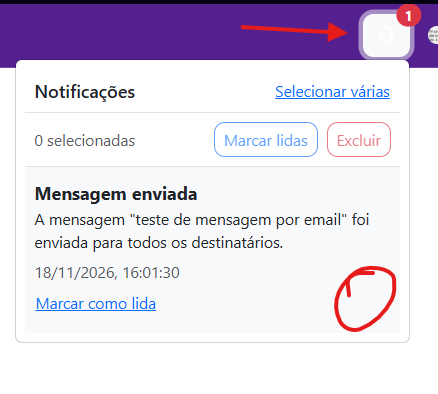 1
Notificações
Selecionar várias
0 selecionadas
Marcar lidas
Excluir
Mensagem enviada
A mensagem "teste de mensagem por email" foi
enviada para todos os destinatários.
18/11/2026, 16:01:30
Marcar como lida